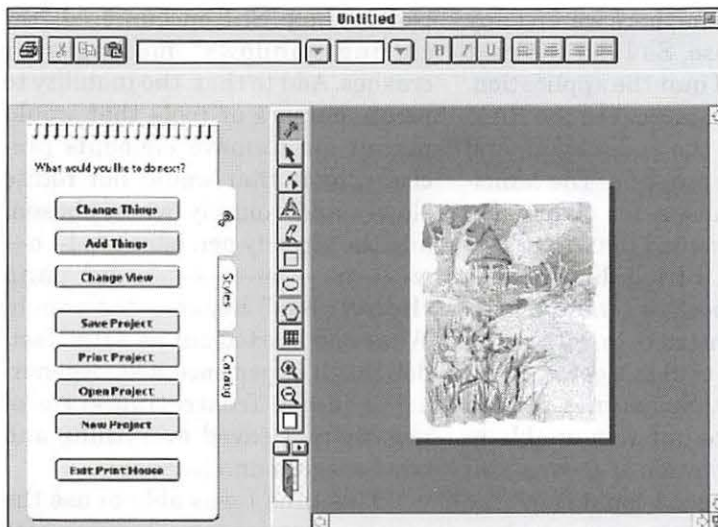 Untitled
B I U
What would you like to do next?
Change Things
Add Things
Change View
Save Project
Print Project
Open Project
New Project
Exit Print House
Styles
Catalog